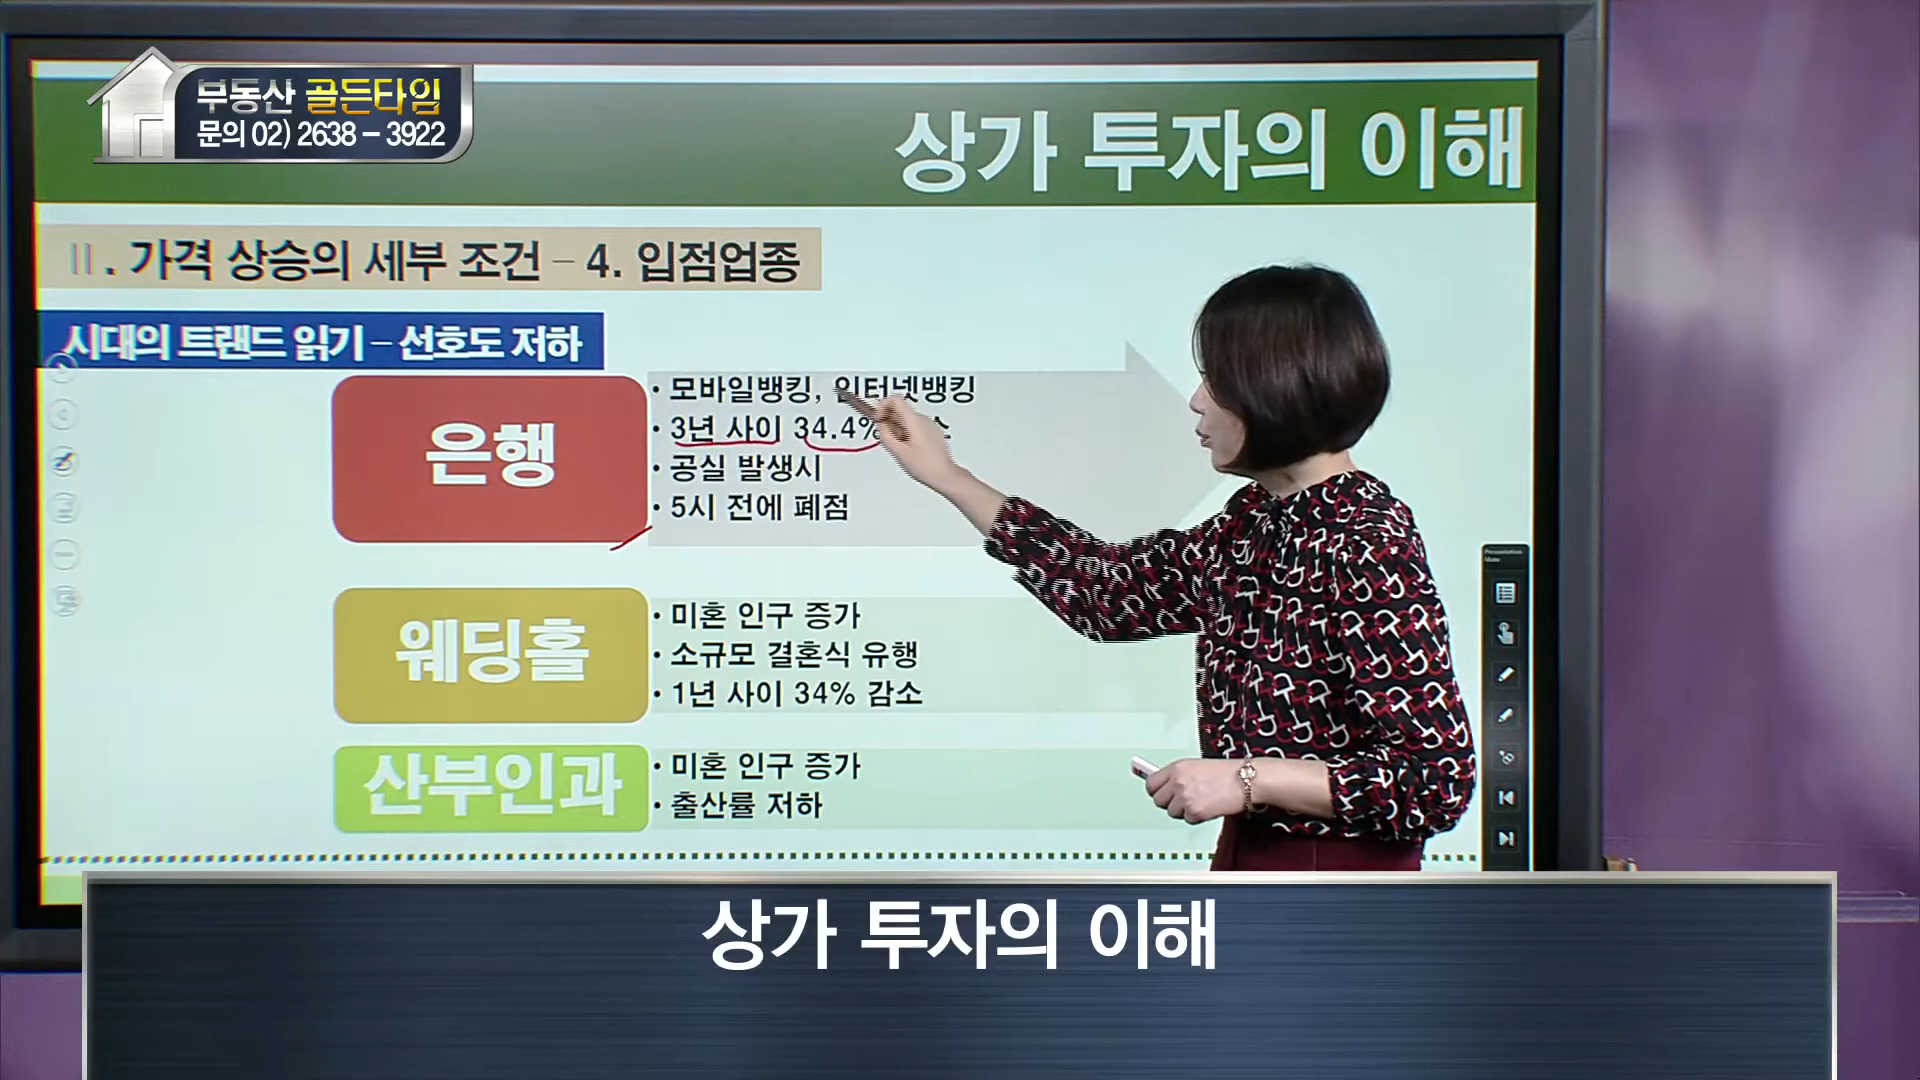 부동산 골든타임
문의 02) 2638 - 3922
상가 투자의 이해
Ⅱ. 가격 상승의 세부 조건 - 4. 입점업종
시대의 트랜드 읽기 - 선호도 저하
은행
• 모바일뱅킹, 인터넷뱅킹
• 3년 사이 34.4%
• 공실 발생시
• 5시 전에 폐점
웨딩홀
• 미혼 인구 증가
• 소규모 결혼식 유행
• 1년 사이 34% 감소
산부인과
• 미혼 인구 증가
• 출산률 저하
상가 투자의 이해